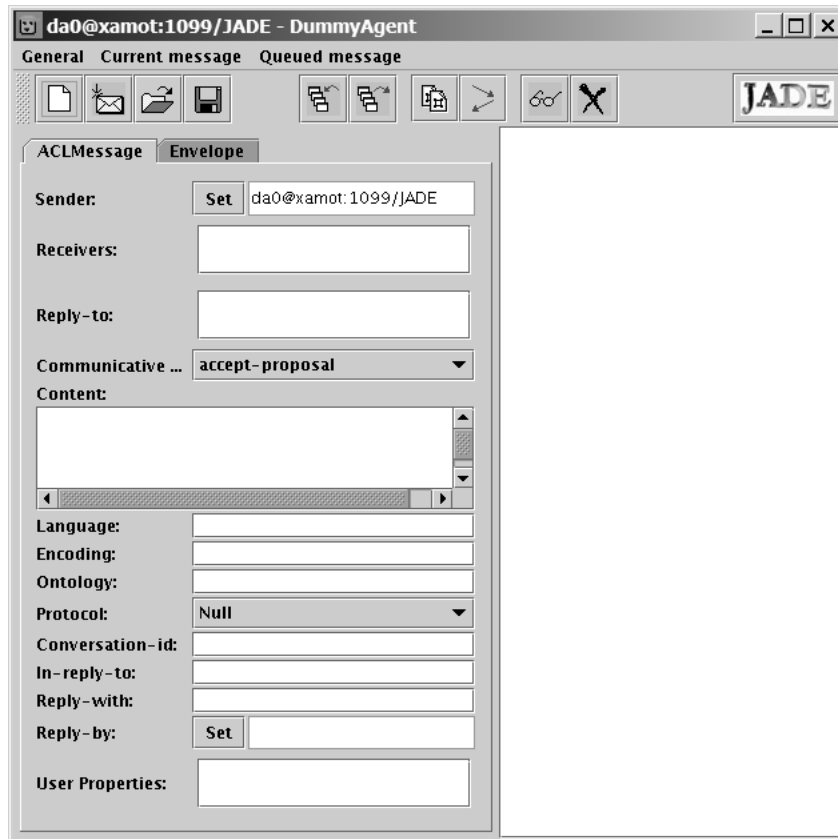 da0@xamot:1099/JADE - DummyAgent
General Current message Queued message
JADE
ACLMessage Envelope
Sender: Set da0@xamot:1099/JADE
Receivers:
Reply-to:
Communicative ... accept-proposal
Content:
Language:
Encoding:
Ontology:
Protocol: Null
Conversation-id:
In-reply-to:
Reply-with:
Reply-by: Set
User Properties: